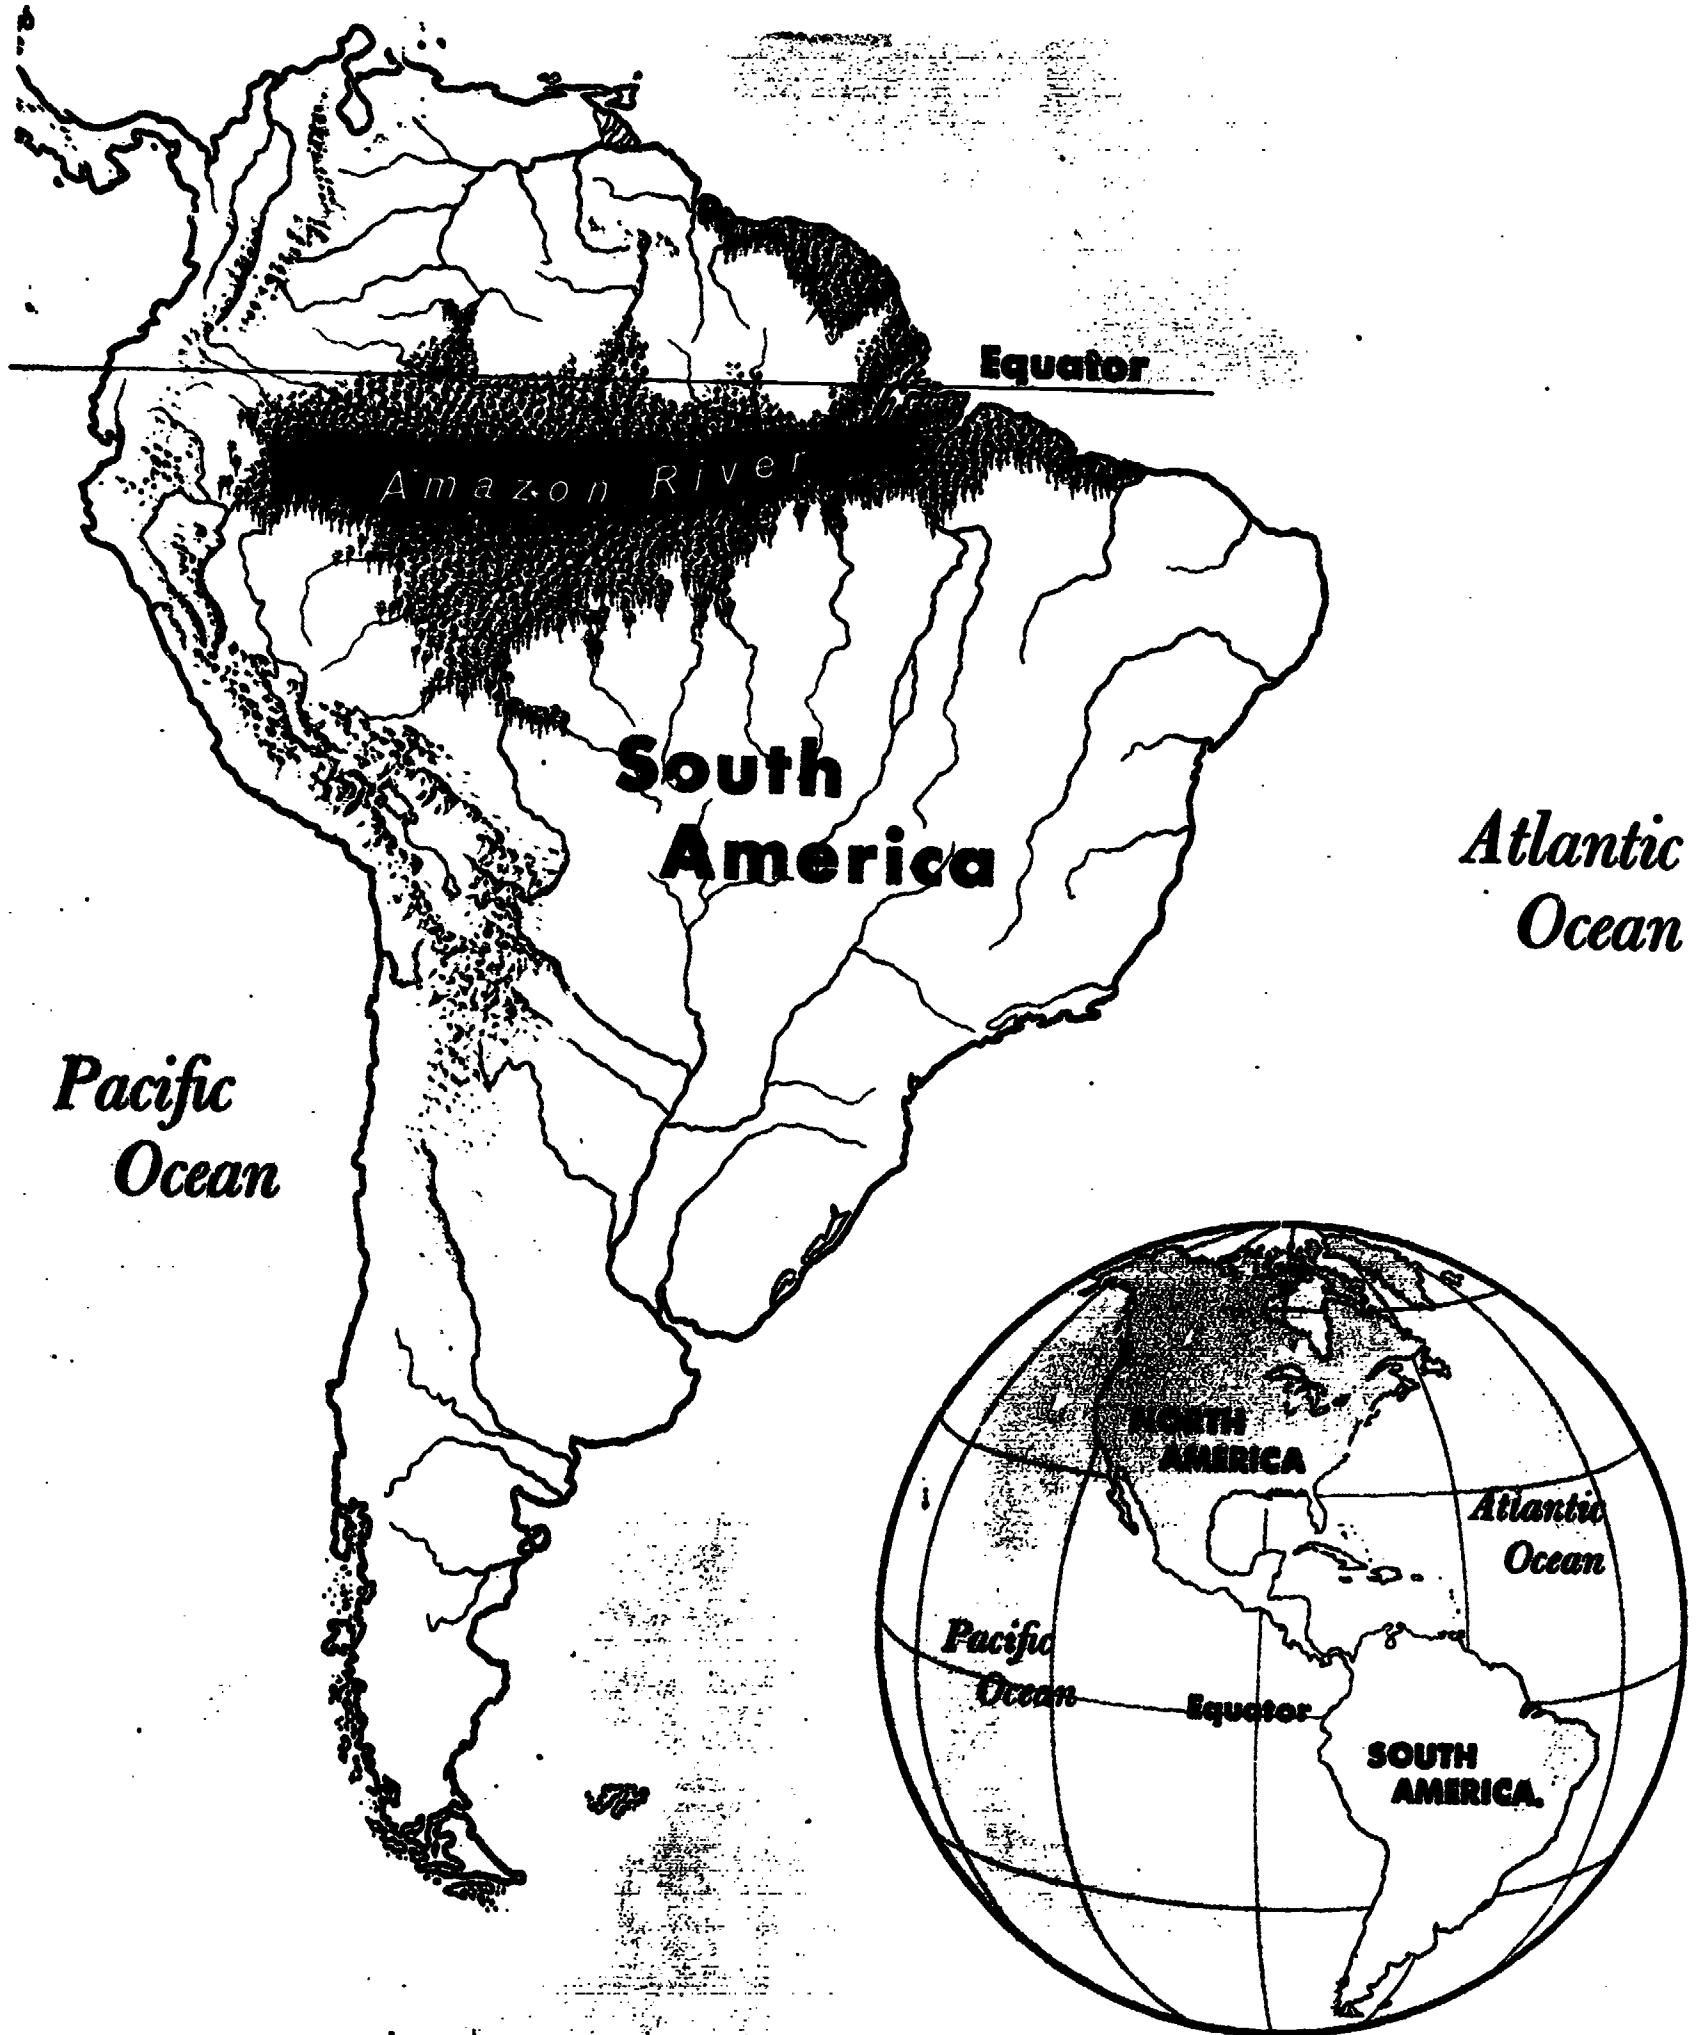 Equator
Amazon River
South
America
Atlantic
Ocean
Pacific
Ocean
NORTH
AMERICA
Atlantic
Ocean
Pacific
Ocean
Equator
SOUTH
AMERICA.